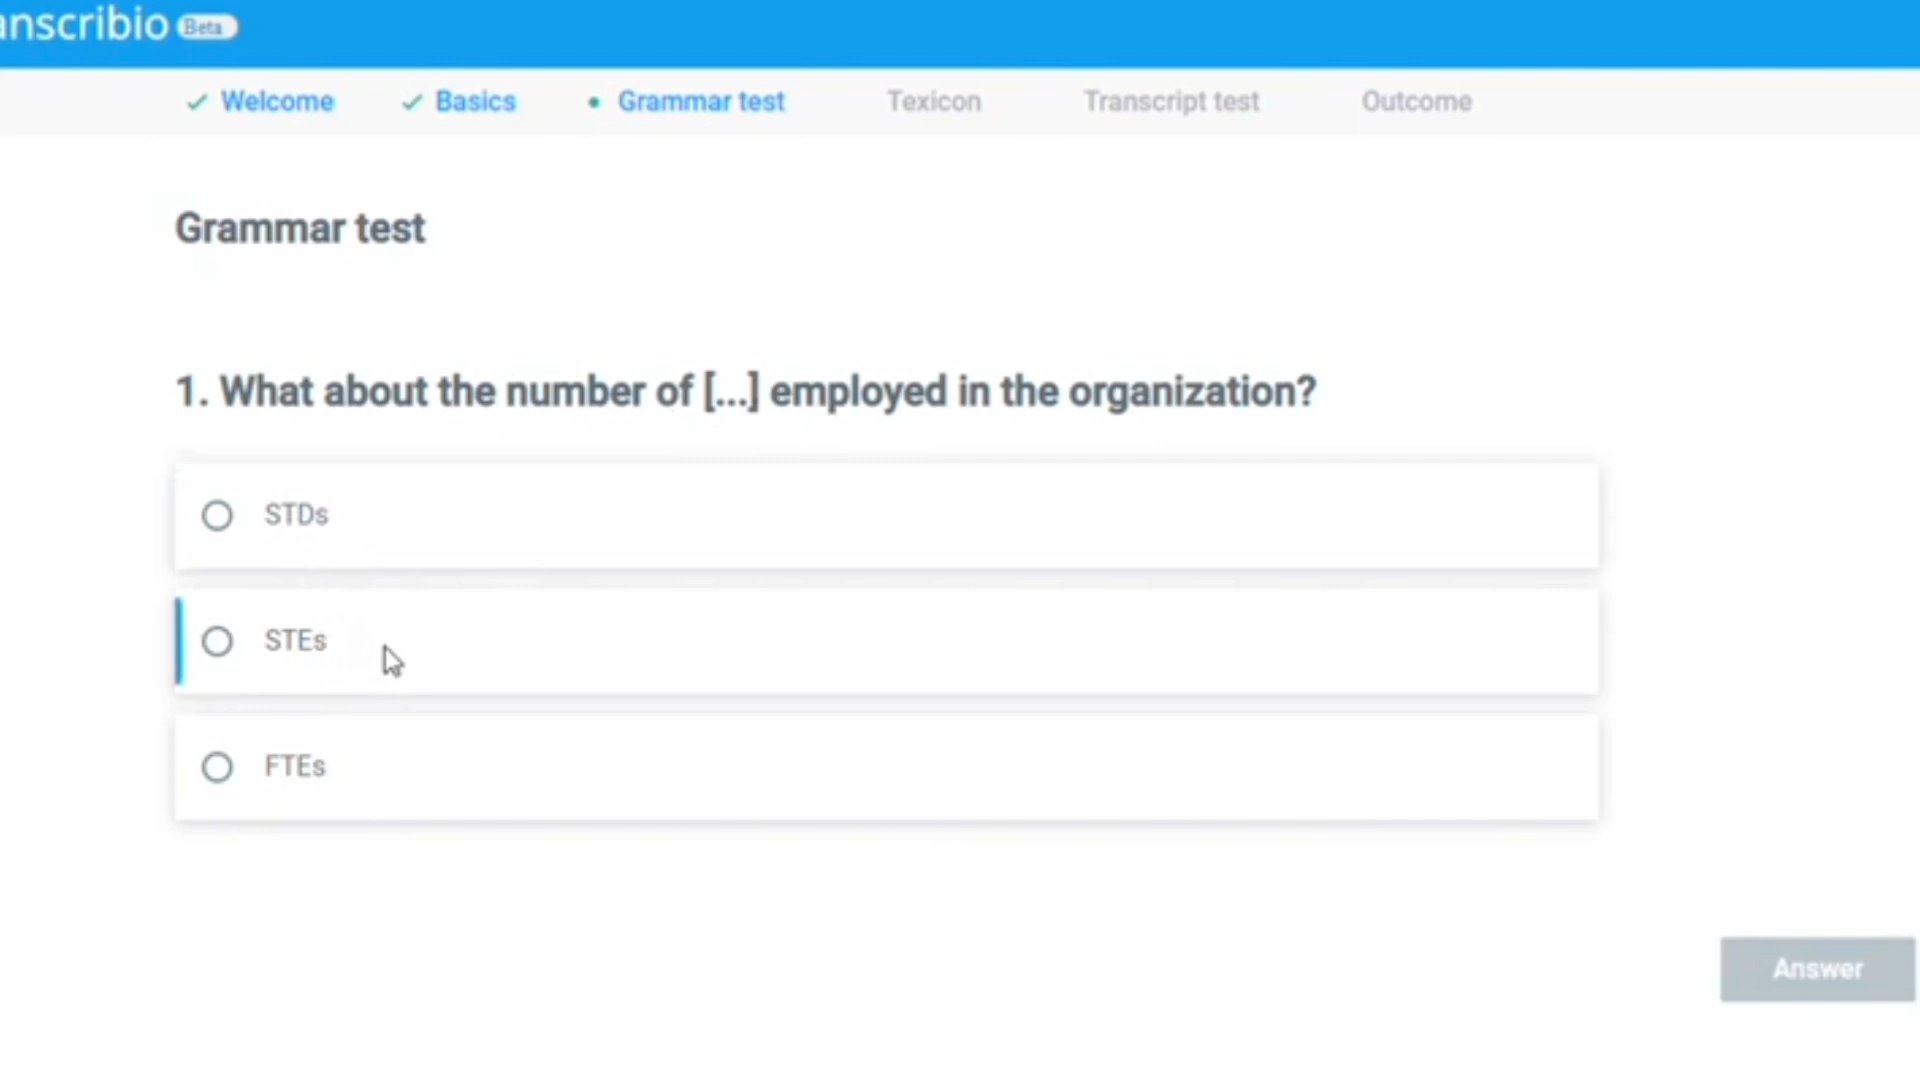 anscribio Beta
Welcome Basics Grammar test Texicon Transcript test Outcome
Grammar test
1. What about the number of [...] employed in the organization?
STDs
STEs
FTEs
Answer